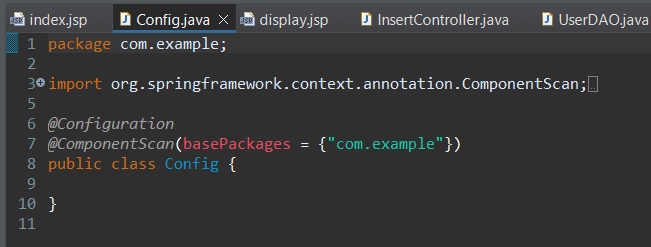 index.jsp Config.java display.jsp InsertController.java UserDAO.java
1 package com.example;
2
3 import org.springframework.context.annotation.ComponentScan;
5
6 @Configuration
7 @ComponentScan(basePackages = {"com.example"})
8 public class Config {
9
10 }
11